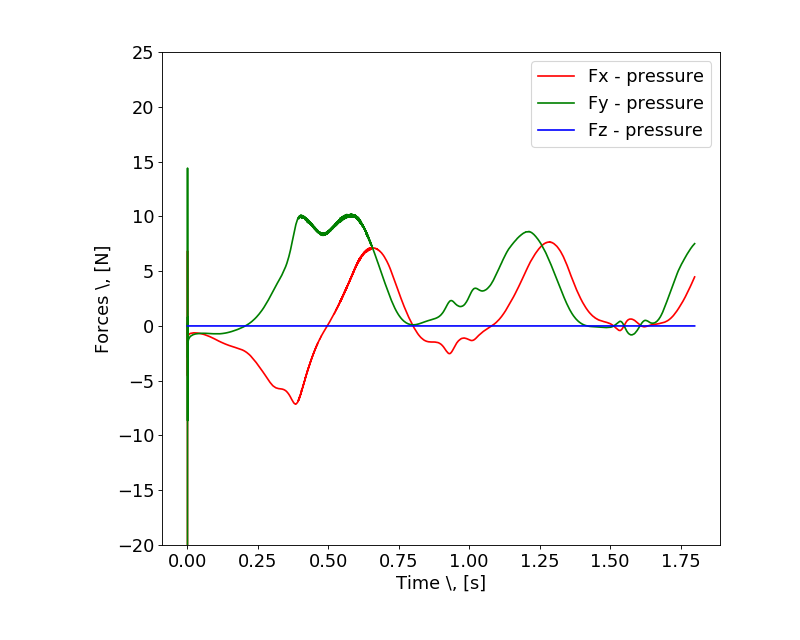 25
20
15
10
5
0
−5
−10
−15
−20
Forces \, [N]
Fx - pressure
Fy - pressure
Fz - pressure
0.00 0.25 0.50 0.75 1.00 1.25 1.50 1.75
Time \, [s]